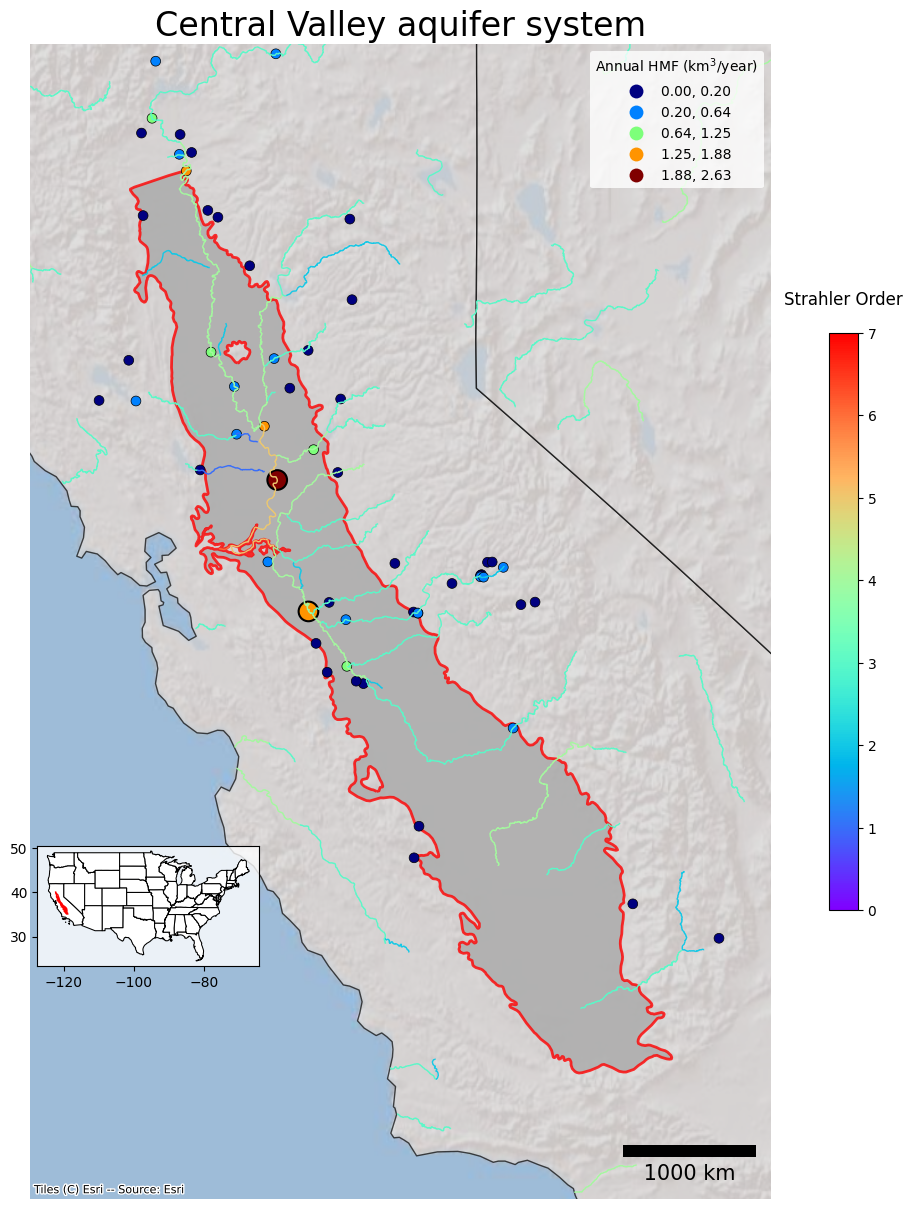 Central Valley aquifer system
Annual HMF (km³/year)
0.00, 0.20
0.20, 0.64
0.64, 1.25
1.25, 1.88
1.88, 2.63
Strahler Order
7
6
5
4
3
2
1
0
50
40
30
−120 −100 −80
1000 km
Tiles (C) Esri -- Source: Esri